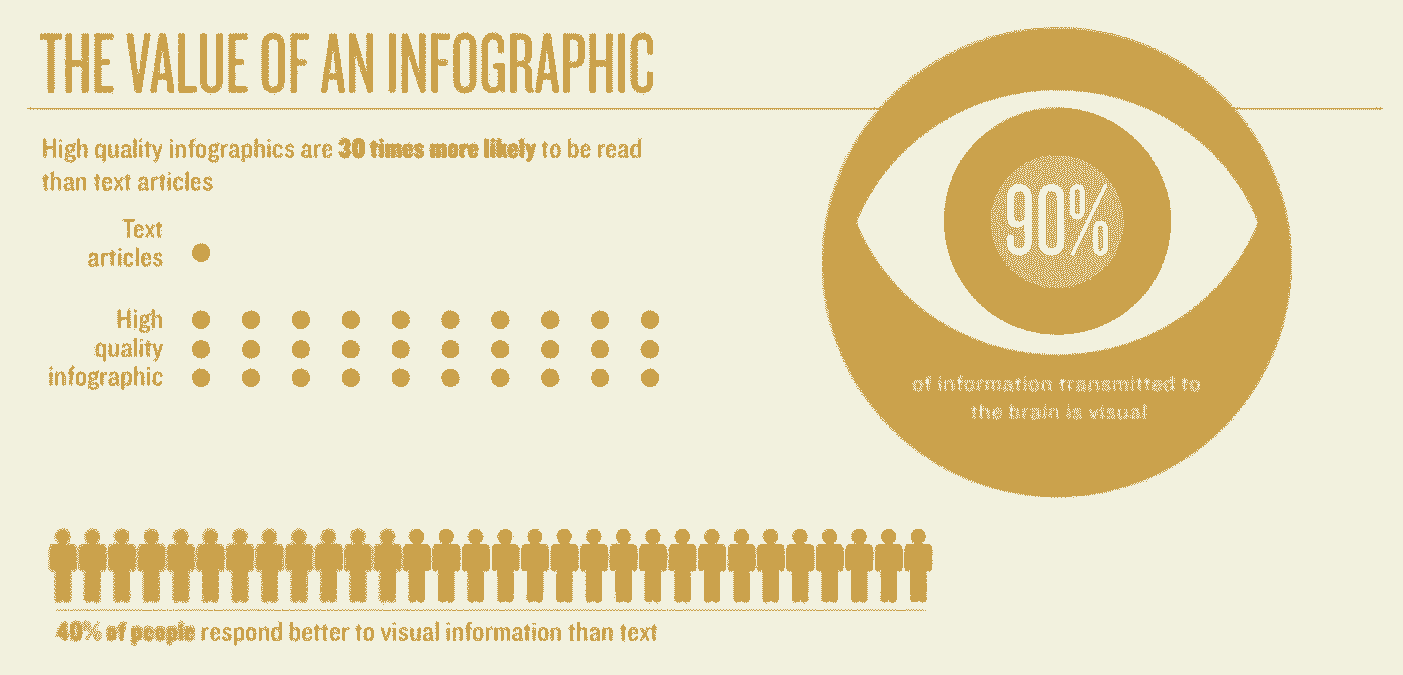 THE VALUE OF AN INFOGRAPHIC
High quality infographics are 30 times more likely to be read
than text articles
Text
articles
High
quality
infographic
90%
of information transmitted to
the brain is visual
40% of people respond better to visual information than text